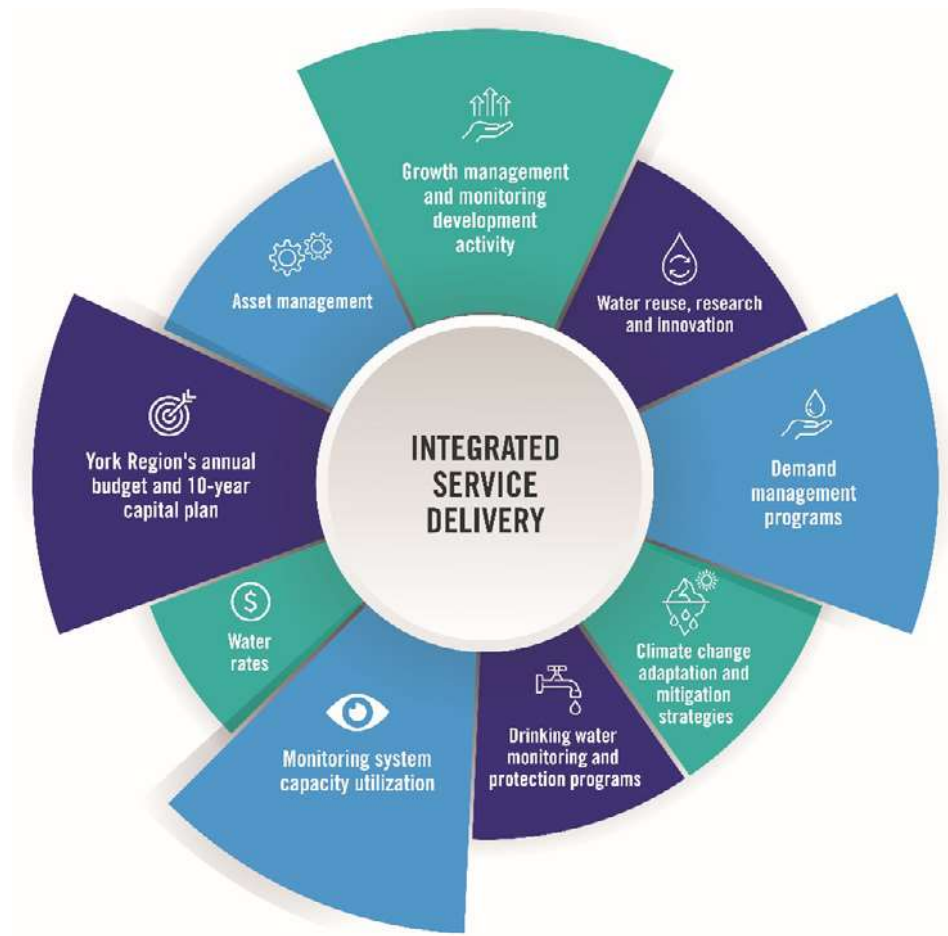 Growth management
and monitoring
development
activity
Water reuse, research
and innovation
Demand
management
programs
Climate change
adaptation and
mitigation
strategies
Drinking water
monitoring and
protection programs
Monitoring system
capacity utilization
$
Water
rates
York Region's annual
budget and 10-year
capital plan
Asset management
INTEGRATED
SERVICE
DELIVERY